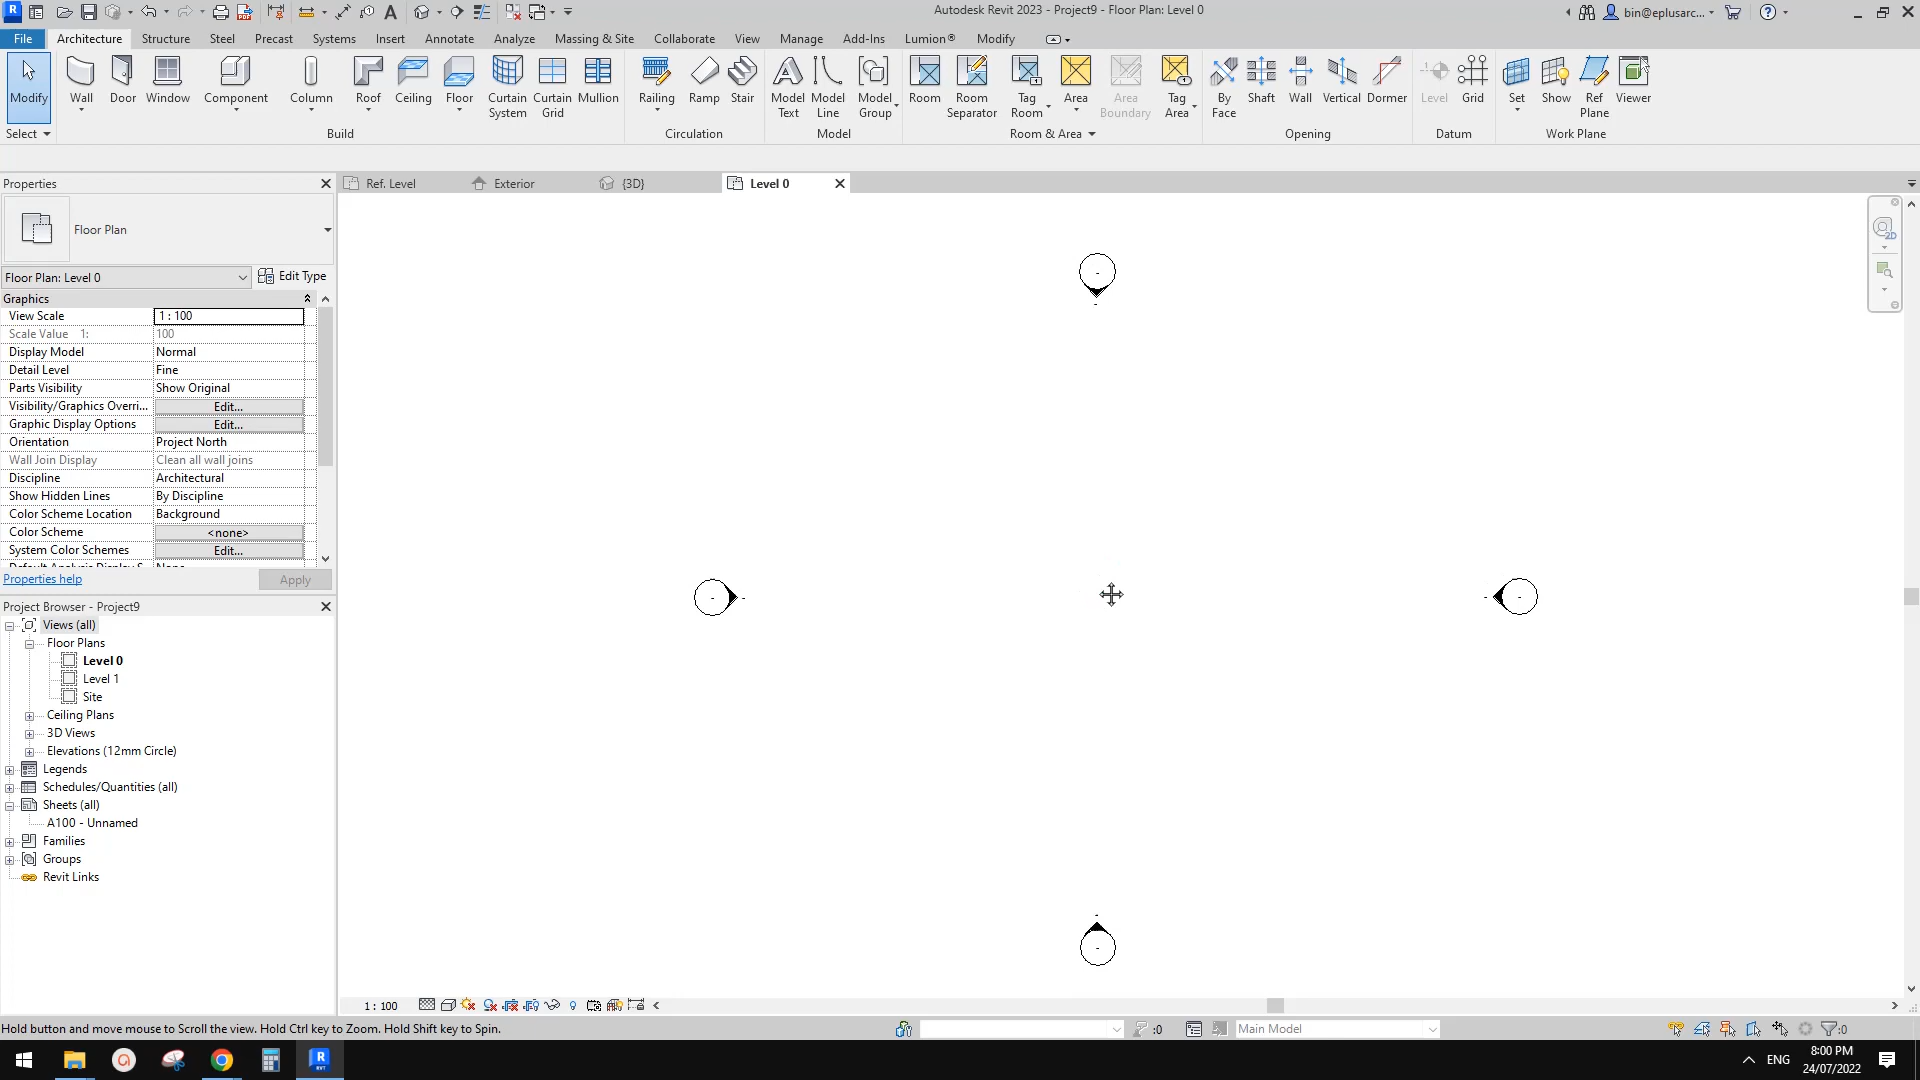 Autodesk Revit 2023 - Project9 - Floor Plan: Level 0
bin@eplusarc...
File Architecture Structure Steel Precast Systems Insert Annotate Analyze Massing & Site Collaborate View Manage Add-Ins Lumion® Modify
Modify Wall Door Window Component Column Roof Ceiling Floor Curtain System Curtain Grid Mullion Railing Ramp Stair Model Text Model Line Model Group Room Room Separator Tag Room Area Area Boundary Tag Area By Face Shaft Wall Vertical Dormer Level Grid Set Show Ref Plane Viewer
Select Build Circulation Model Room & Area Opening Datum Work Plane
Properties
Ref. Level Exterior {3D} Level 0
Floor Plan
Floor Plan: Level 0 Edit Type
Graphics
View Scale 1 : 100
Scale Value 1: 100
Display Model Normal
Detail Level Fine
Parts Visibility Show Original
Visibility/Graphics Overri... Edit...
Graphic Display Options Edit...
Orientation Project North
Wall Join Display Clean all wall joins
Discipline Architectural
Show Hidden Lines By Discipline
Color Scheme Location Background
Color Scheme <none>
System Color Schemes Edit...
Properties help Apply
Project Browser - Project9
Views (all)
Floor Plans
Level 0
Level 1
Site
Ceiling Plans
3D Views
Elevations (12mm Circle)
Legends
Schedules/Quantities (all)
Sheets (all)
A100 - Unnamed
Families
Groups
Revit Links
1 : 100
Hold button and move mouse to Scroll the view. Hold Ctrl key to Zoom. Hold Shift key to Spin.
:0 Main Model :0
ENG
8:00 PM
24/07/2022